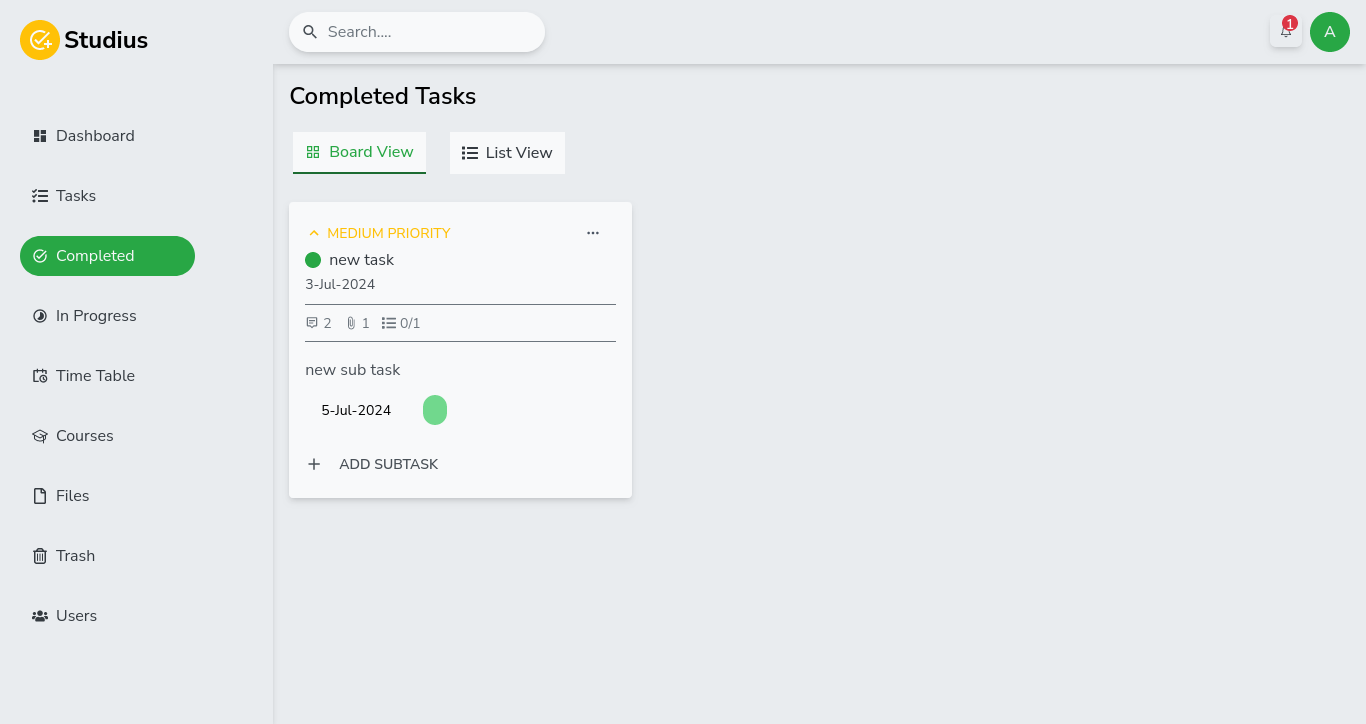 Studius
Search....
1
A
Dashboard
Tasks
Completed
In Progress
Time Table
Courses
Files
Trash
Users
Completed Tasks
Board View
List View
MEDIUM PRIORITY
new task
3-Jul-2024
2 1 0/1
new sub task
5-Jul-2024
ADD SUBTASK